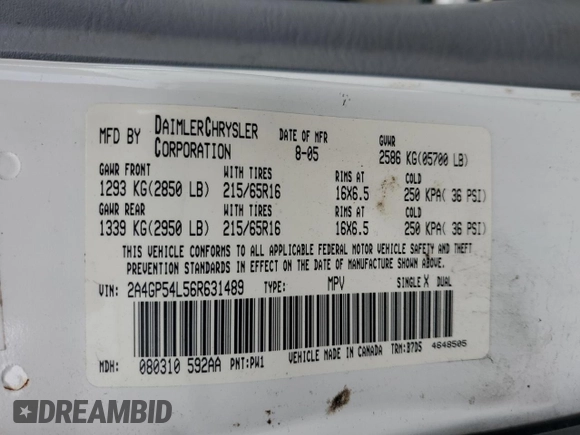 MFD BY DAIMLERCHRYSLER CORPORATION DATE OF MFR 8-05 GVWR 2586 KG(05700 LB)
GAWR FRONT WITH TIRES RIMS AT COLD
1293 KG(2850 LB) 215/65R16 16X6.5 250 KPA( 36 PSI)
GAWR REAR WITH TIRES RIMS AT COLD
1339 KG(2950 LB) 215/65R16 16X6.5 250 KPA( 36 PSI)
THIS VEHICLE CONFORMS TO ALL APPLICABLE FEDERAL MOTOR VEHICLE SAFETY AND THEFT
PREVENTION STANDARDS IN EFFECT ON THE DATE OF MANUFACTURE SHOWN ABOVE.
VIN: 2A4GP54L56R631489 TYPE: MPV SINGLE X DUAL
MDH: 080310 592AA PNT:PW1 VEHICLE MADE IN CANADA TRM:B7D5 4648505
DREAMBID